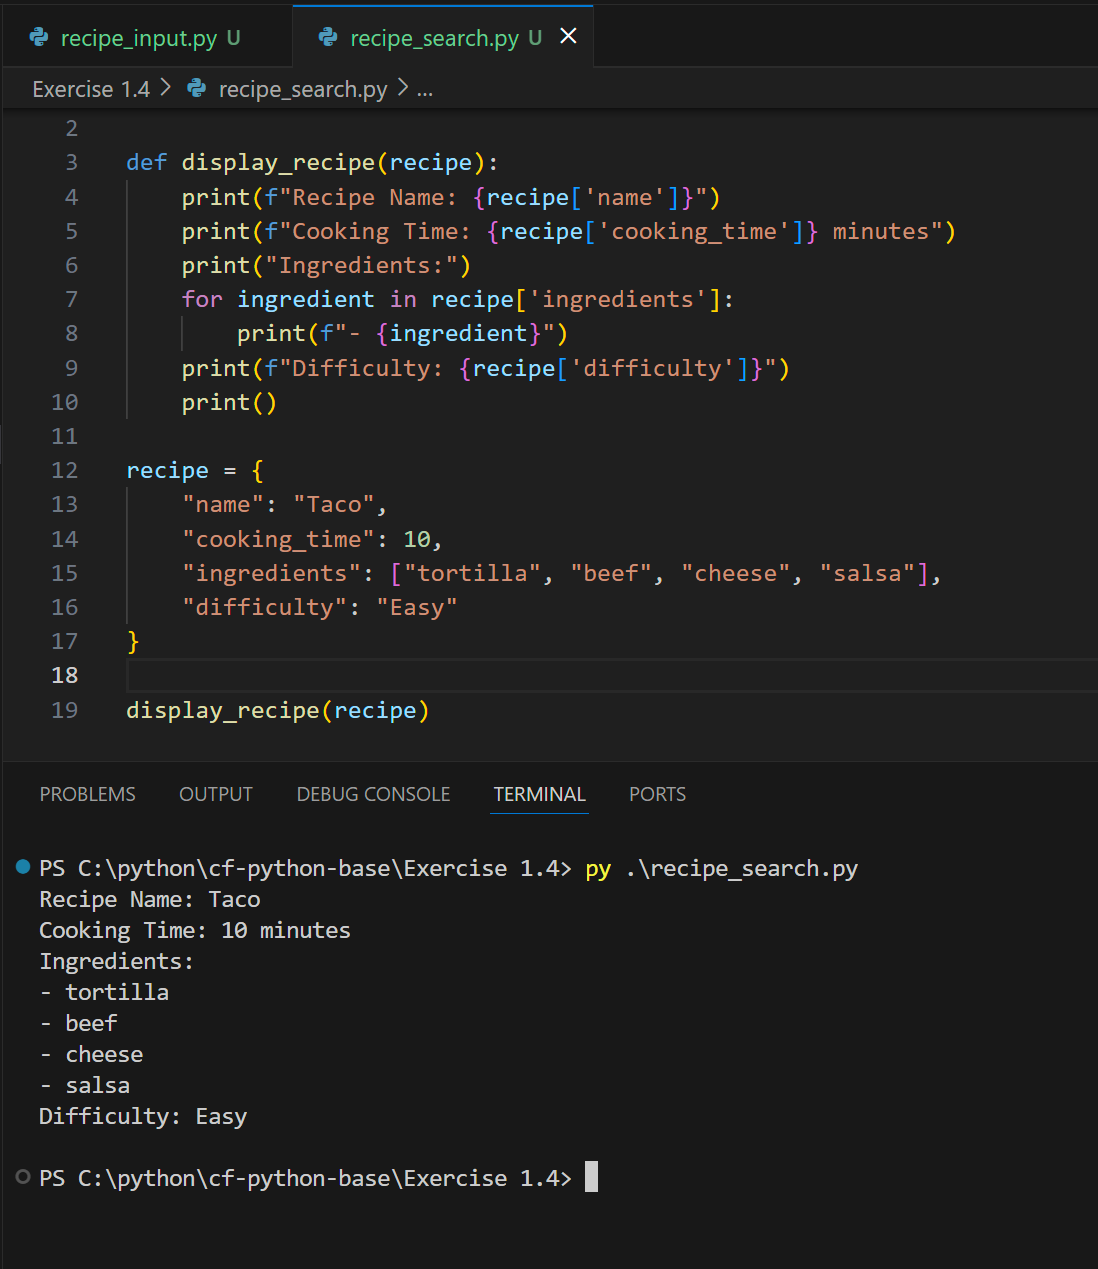 recipe_input.py U recipe_search.py U
Exercise 1.4 > recipe_search.py > ...
2
3 def display_recipe(recipe):
4     print(f"Recipe Name: {recipe['name']}")
5     print(f"Cooking Time: {recipe['cooking_time']} minutes")
6     print("Ingredients:")
7     for ingredient in recipe['ingredients']:
8         print(f"- {ingredient}")
9     print(f"Difficulty: {recipe['difficulty']}")
10     print()
11
12 recipe = {
13     "name": "Taco",
14     "cooking_time": 10,
15     "ingredients": ["tortilla", "beef", "cheese", "salsa"],
16     "difficulty": "Easy"
17 }
18
19 display_recipe(recipe)
PROBLEMS OUTPUT DEBUG CONSOLE TERMINAL PORTS
PS C:\python\cf-python-base\Exercise 1.4> py .\recipe_search.py
Recipe Name: Taco
Cooking Time: 10 minutes
Ingredients:
- tortilla
- beef
- cheese
- salsa
Difficulty: Easy
PS C:\python\cf-python-base\Exercise 1.4>